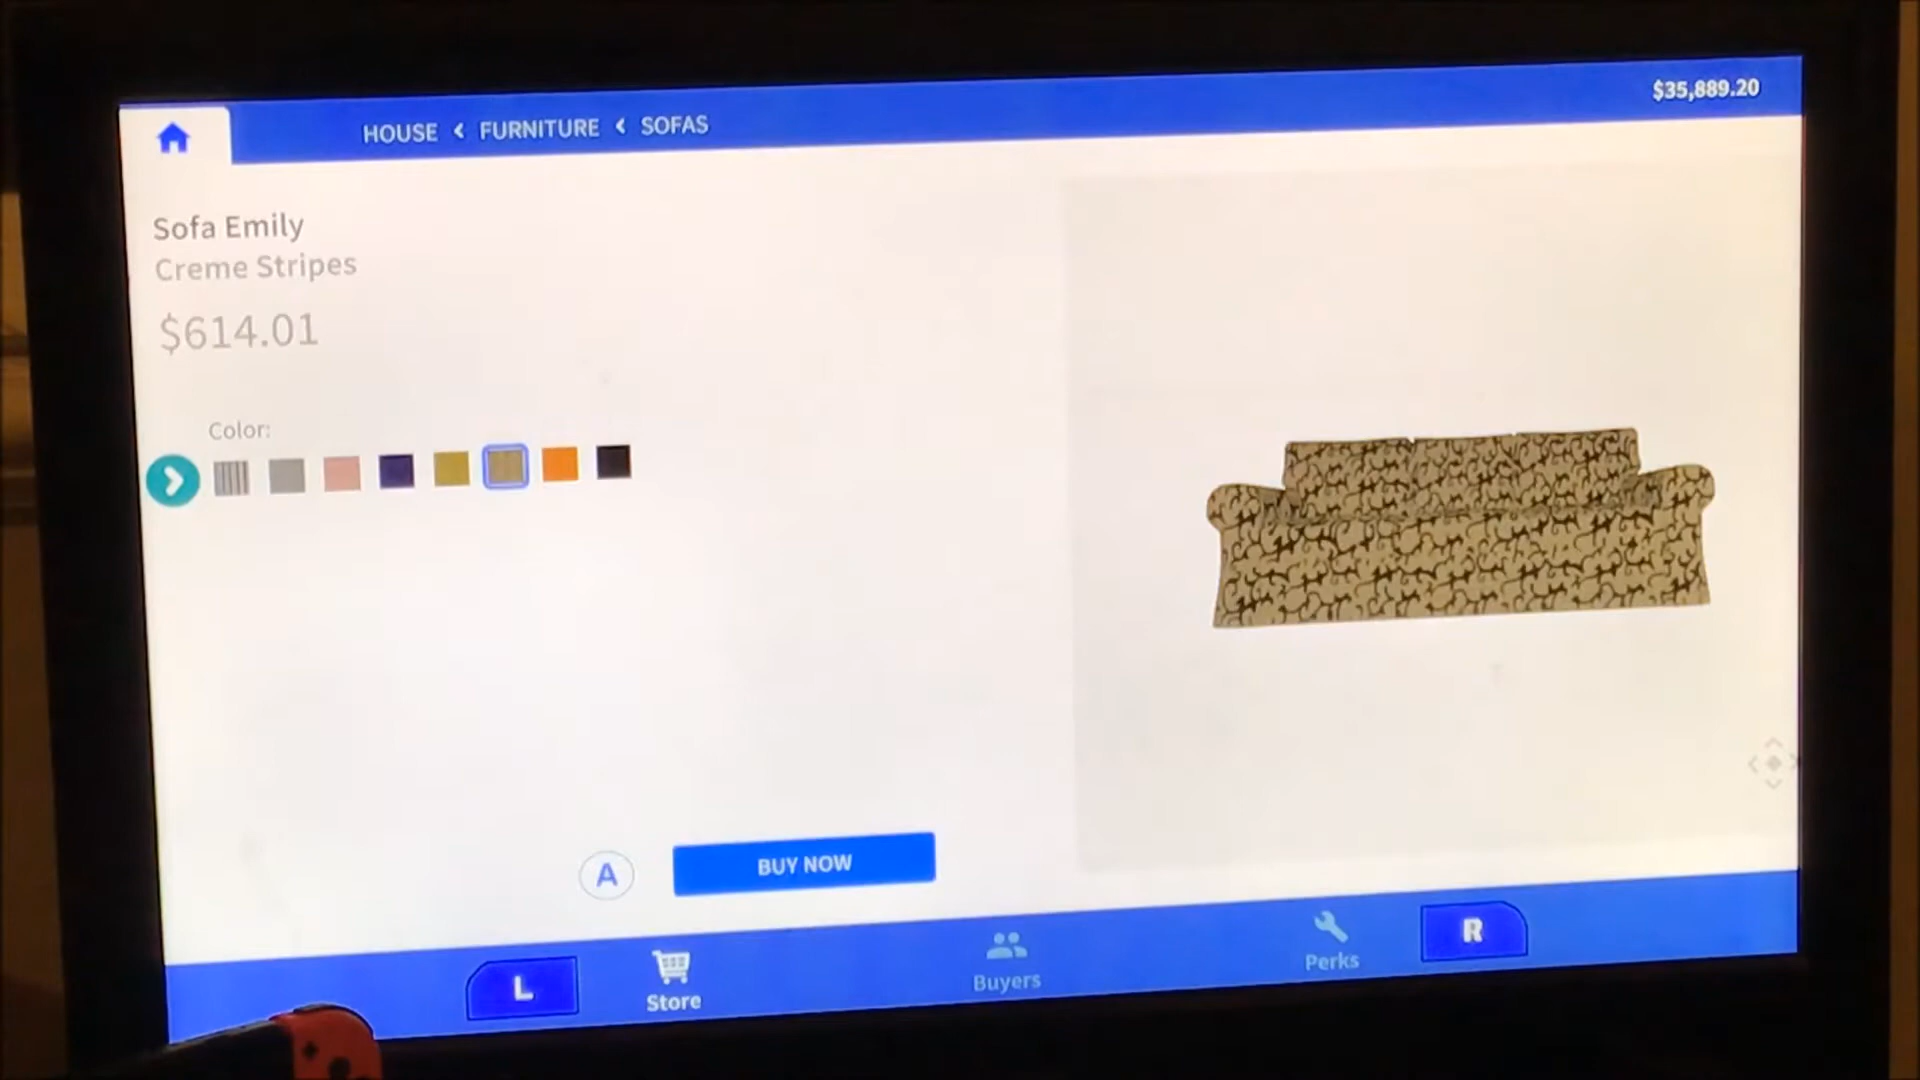 $35,889.20
HOUSE < FURNITURE < SOFAS
Sofa Emily
Creme Stripes
$614.01
Color:
A
BUY NOW
L
Store
Buyers
Perks
R